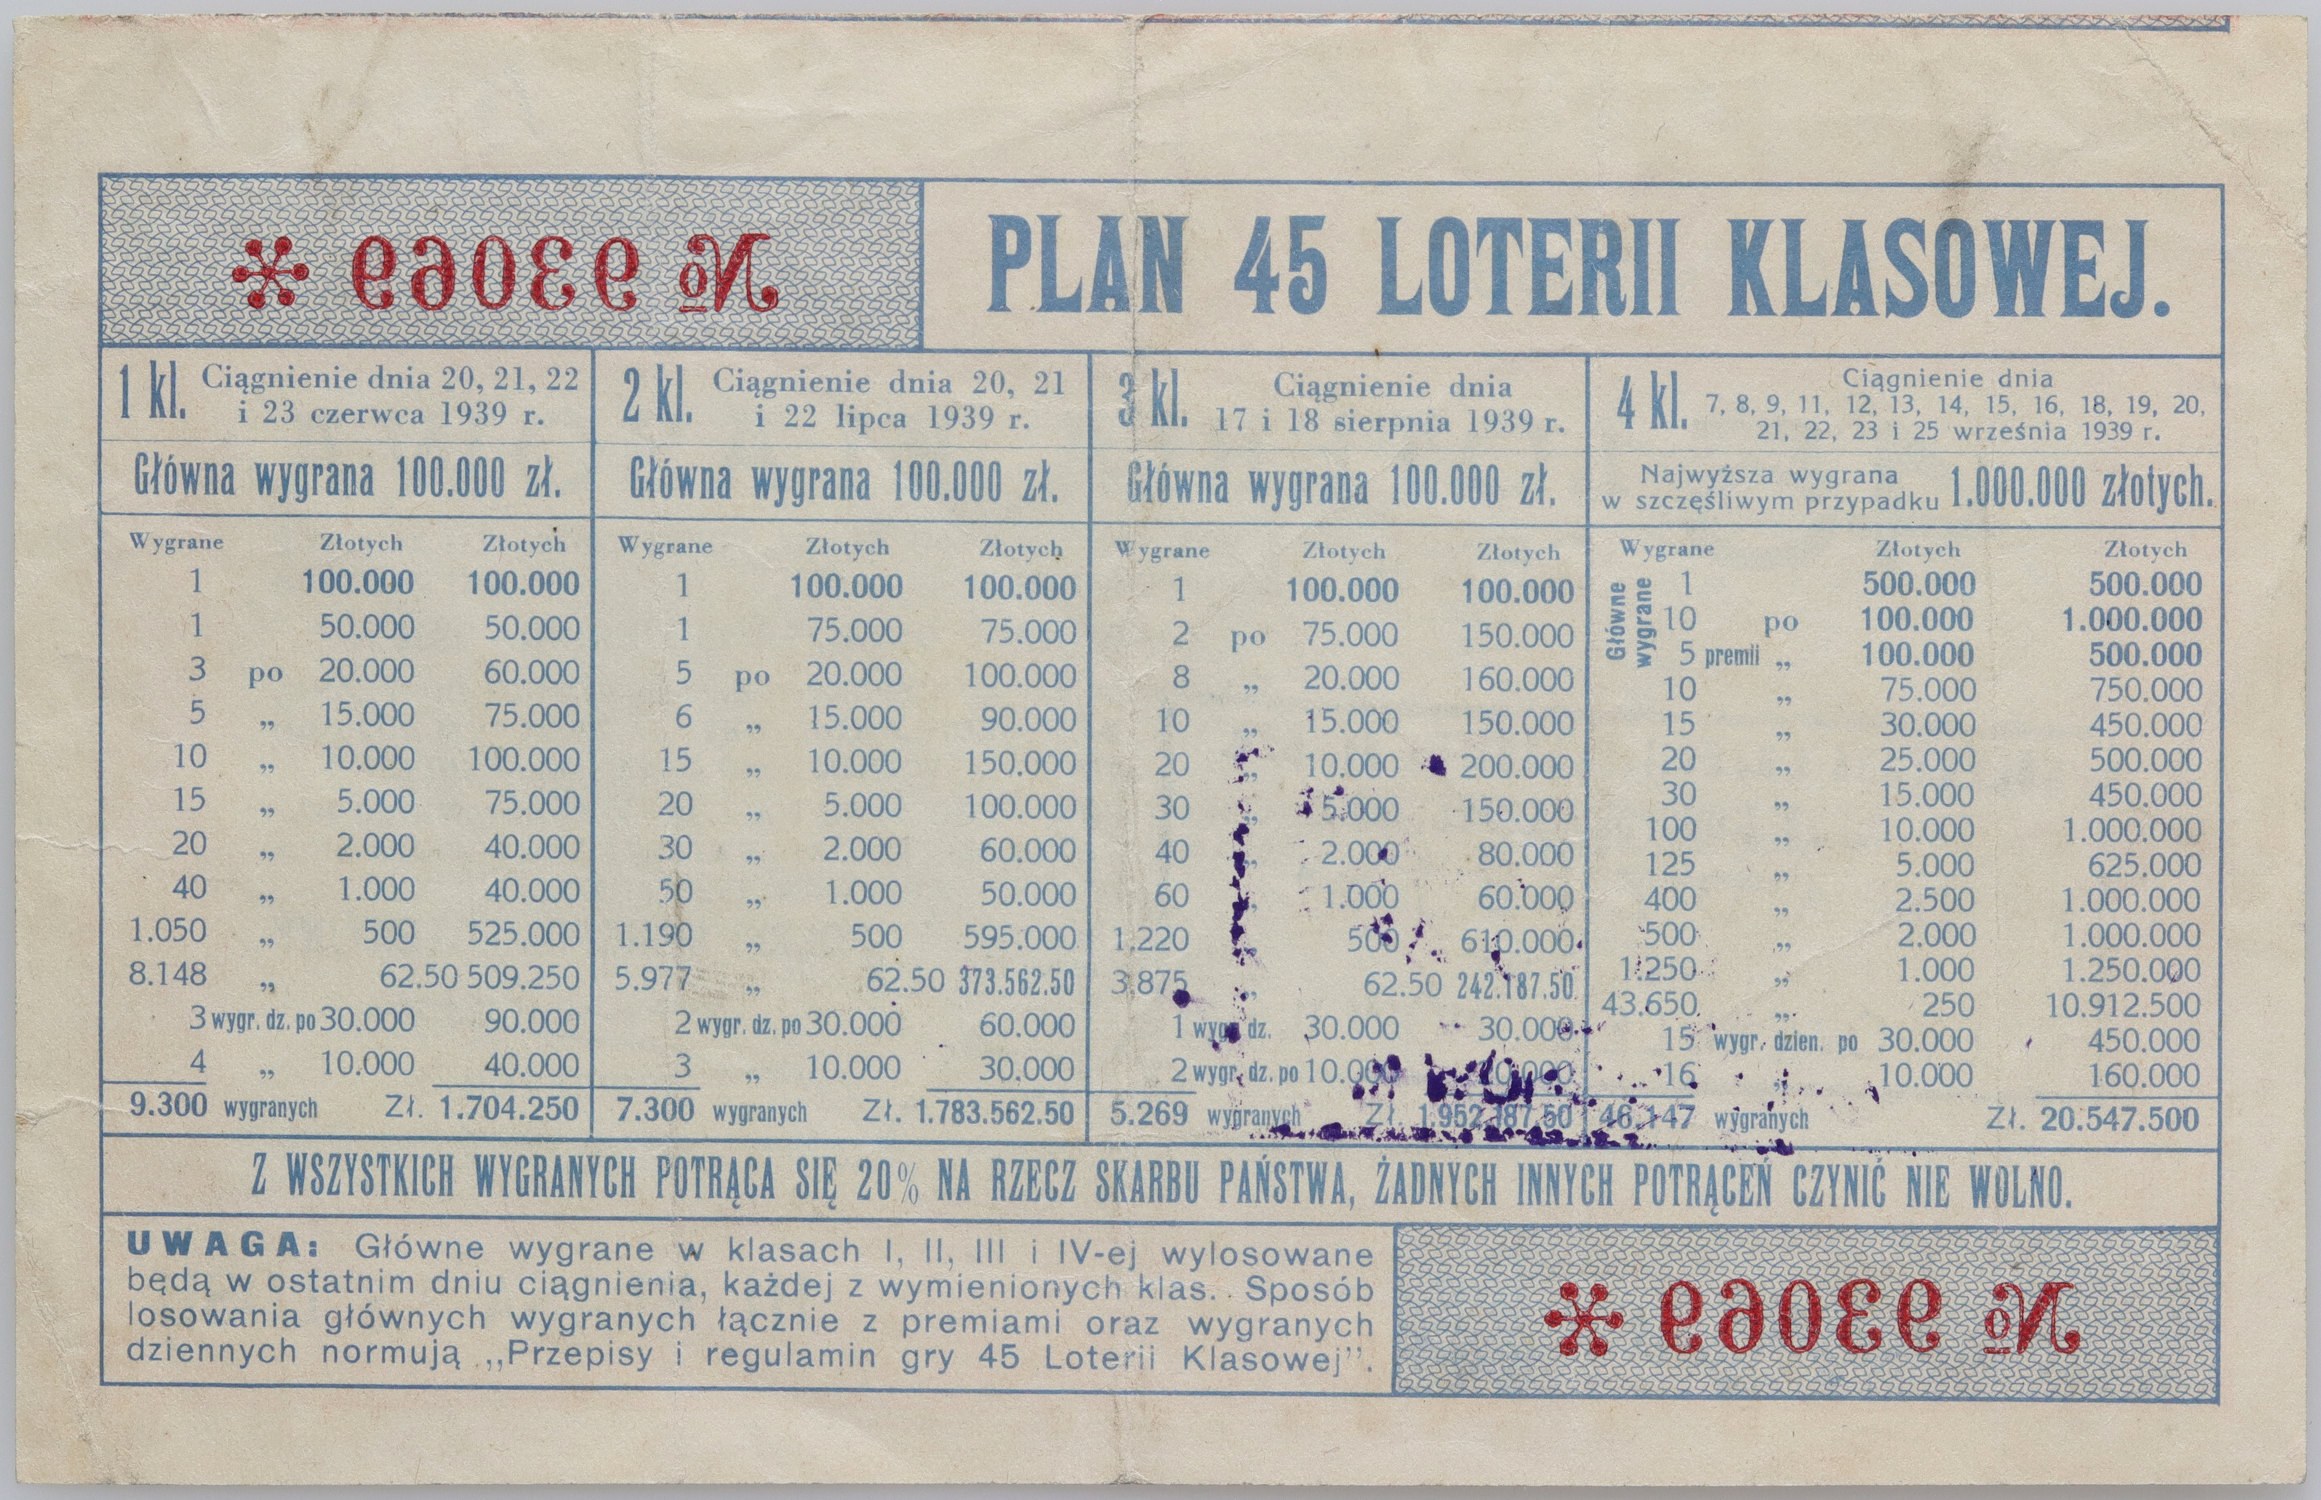 № 93069 ✻
PLAN 45 LOTERII KLASOWEJ.
1 kl. Ciągnienie dnia 20, 21, 22
i 23 czerwca 1939 r.
Główna wygrana 100.000 zł.
Wygrane Złotych Złotych
1 100.000 100.000
1 50.000 50.000
3 po 20.000 60.000
5 „ 15.000 75.000
10 „ 10.000 100.000
15 „ 5.000 75.000
20 „ 2.000 40.000
40 „ 1.000 40.000
1.050 „ 500 525.000
8.148 „ 62.50 509.250
3 wygr. dz. po 30.000 90.000
4 „ 10.000 40.000
9.300 wygranych Zł. 1.704.250
2 kl. Ciągnienie dnia 20, 21
i 22 lipca 1939 r.
Główna wygrana 100.000 zł.
Wygrane Złotych Złotych
1 100.000 100.000
1 75.000 75.000
5 po 20.000 100.000
6 „ 15.000 90.000
15 „ 10.000 150.000
20 „ 5.000 100.000
30 „ 2.000 60.000
50 „ 1.000 50.000
1.190 „ 500 595.000
5.977 „ 62.50 373.562.50
2 wygr. dz. po 30.000 60.000
3 „ 10.000 30.000
7.300 wygranych Zł. 1.783.562.50
3 kl. Ciągnienie dnia
17 i 18 sierpnia 1939 r.
Główna wygrana 100.000 zł.
Wygrane Złotych Złotych
1 100.000 100.000
2 po 75.000 150.000
8 „ 20.000 160.000
10 „ 15.000 150.000
20 „ 10.000 200.000
30 „ 5.000 150.000
40 „ 2.000 80.000
60 „ 1.000 60.000
1.220 „ 500 610.000
3.875 „ 62.50 242.187.50
1 wygr. dz. 30.000 30.000
2 wygr. dz. po 10.000 20.000
5.269 wygranych Zł. 1.952.187.50
4 kl. Ciągnienie dnia
7, 8, 9, 11, 12, 13, 14, 15, 16, 18, 19, 20,
21, 22, 23 i 25 września 1939 r.
Najwyższa wygrana
w szczęśliwym przypadku 1.000.000 złotych.
Wygrane Złotych Złotych
Główne
wygrane
1 500.000 500.000
10 po 100.000 1.000.000
5 premii „ 100.000 500.000
10 „ 75.000 750.000
15 „ 30.000 450.000
20 „ 25.000 500.000
30 „ 15.000 450.000
100 „ 10.000 1.000.000
125 „ 5.000 625.000
400 „ 2.500 1.000.000
500 „ 2.000 1.000.000
1.250 „ 1.000 1.250.000
43.650 „ 250 10.912.500
15 wygr. dzien. po 30.000 450.000
16 „ 10.000 160.000
46.147 wygranych Zł. 20.547.500
Z WSZYSTKICH WYGRANYCH POTRĄCA SIĘ 20% NA RZECZ SKARBU PAŃSTWA, ŻADNYCH INNYCH POTRĄCEŃ CZYNIĆ NIE WOLNO.
UWAGA: Główne wygrane w klasach I, II, III i IV-ej wylosowane
będą w ostatnim dniu ciągnienia, każdej z wymienionych klas. Sposób
losowania głównych wygranych łącznie z premiami oraz wygranych
dziennych normują „Przepisy i regulamin gry 45 Loterii Klasowej”.
№ 93069 ✻